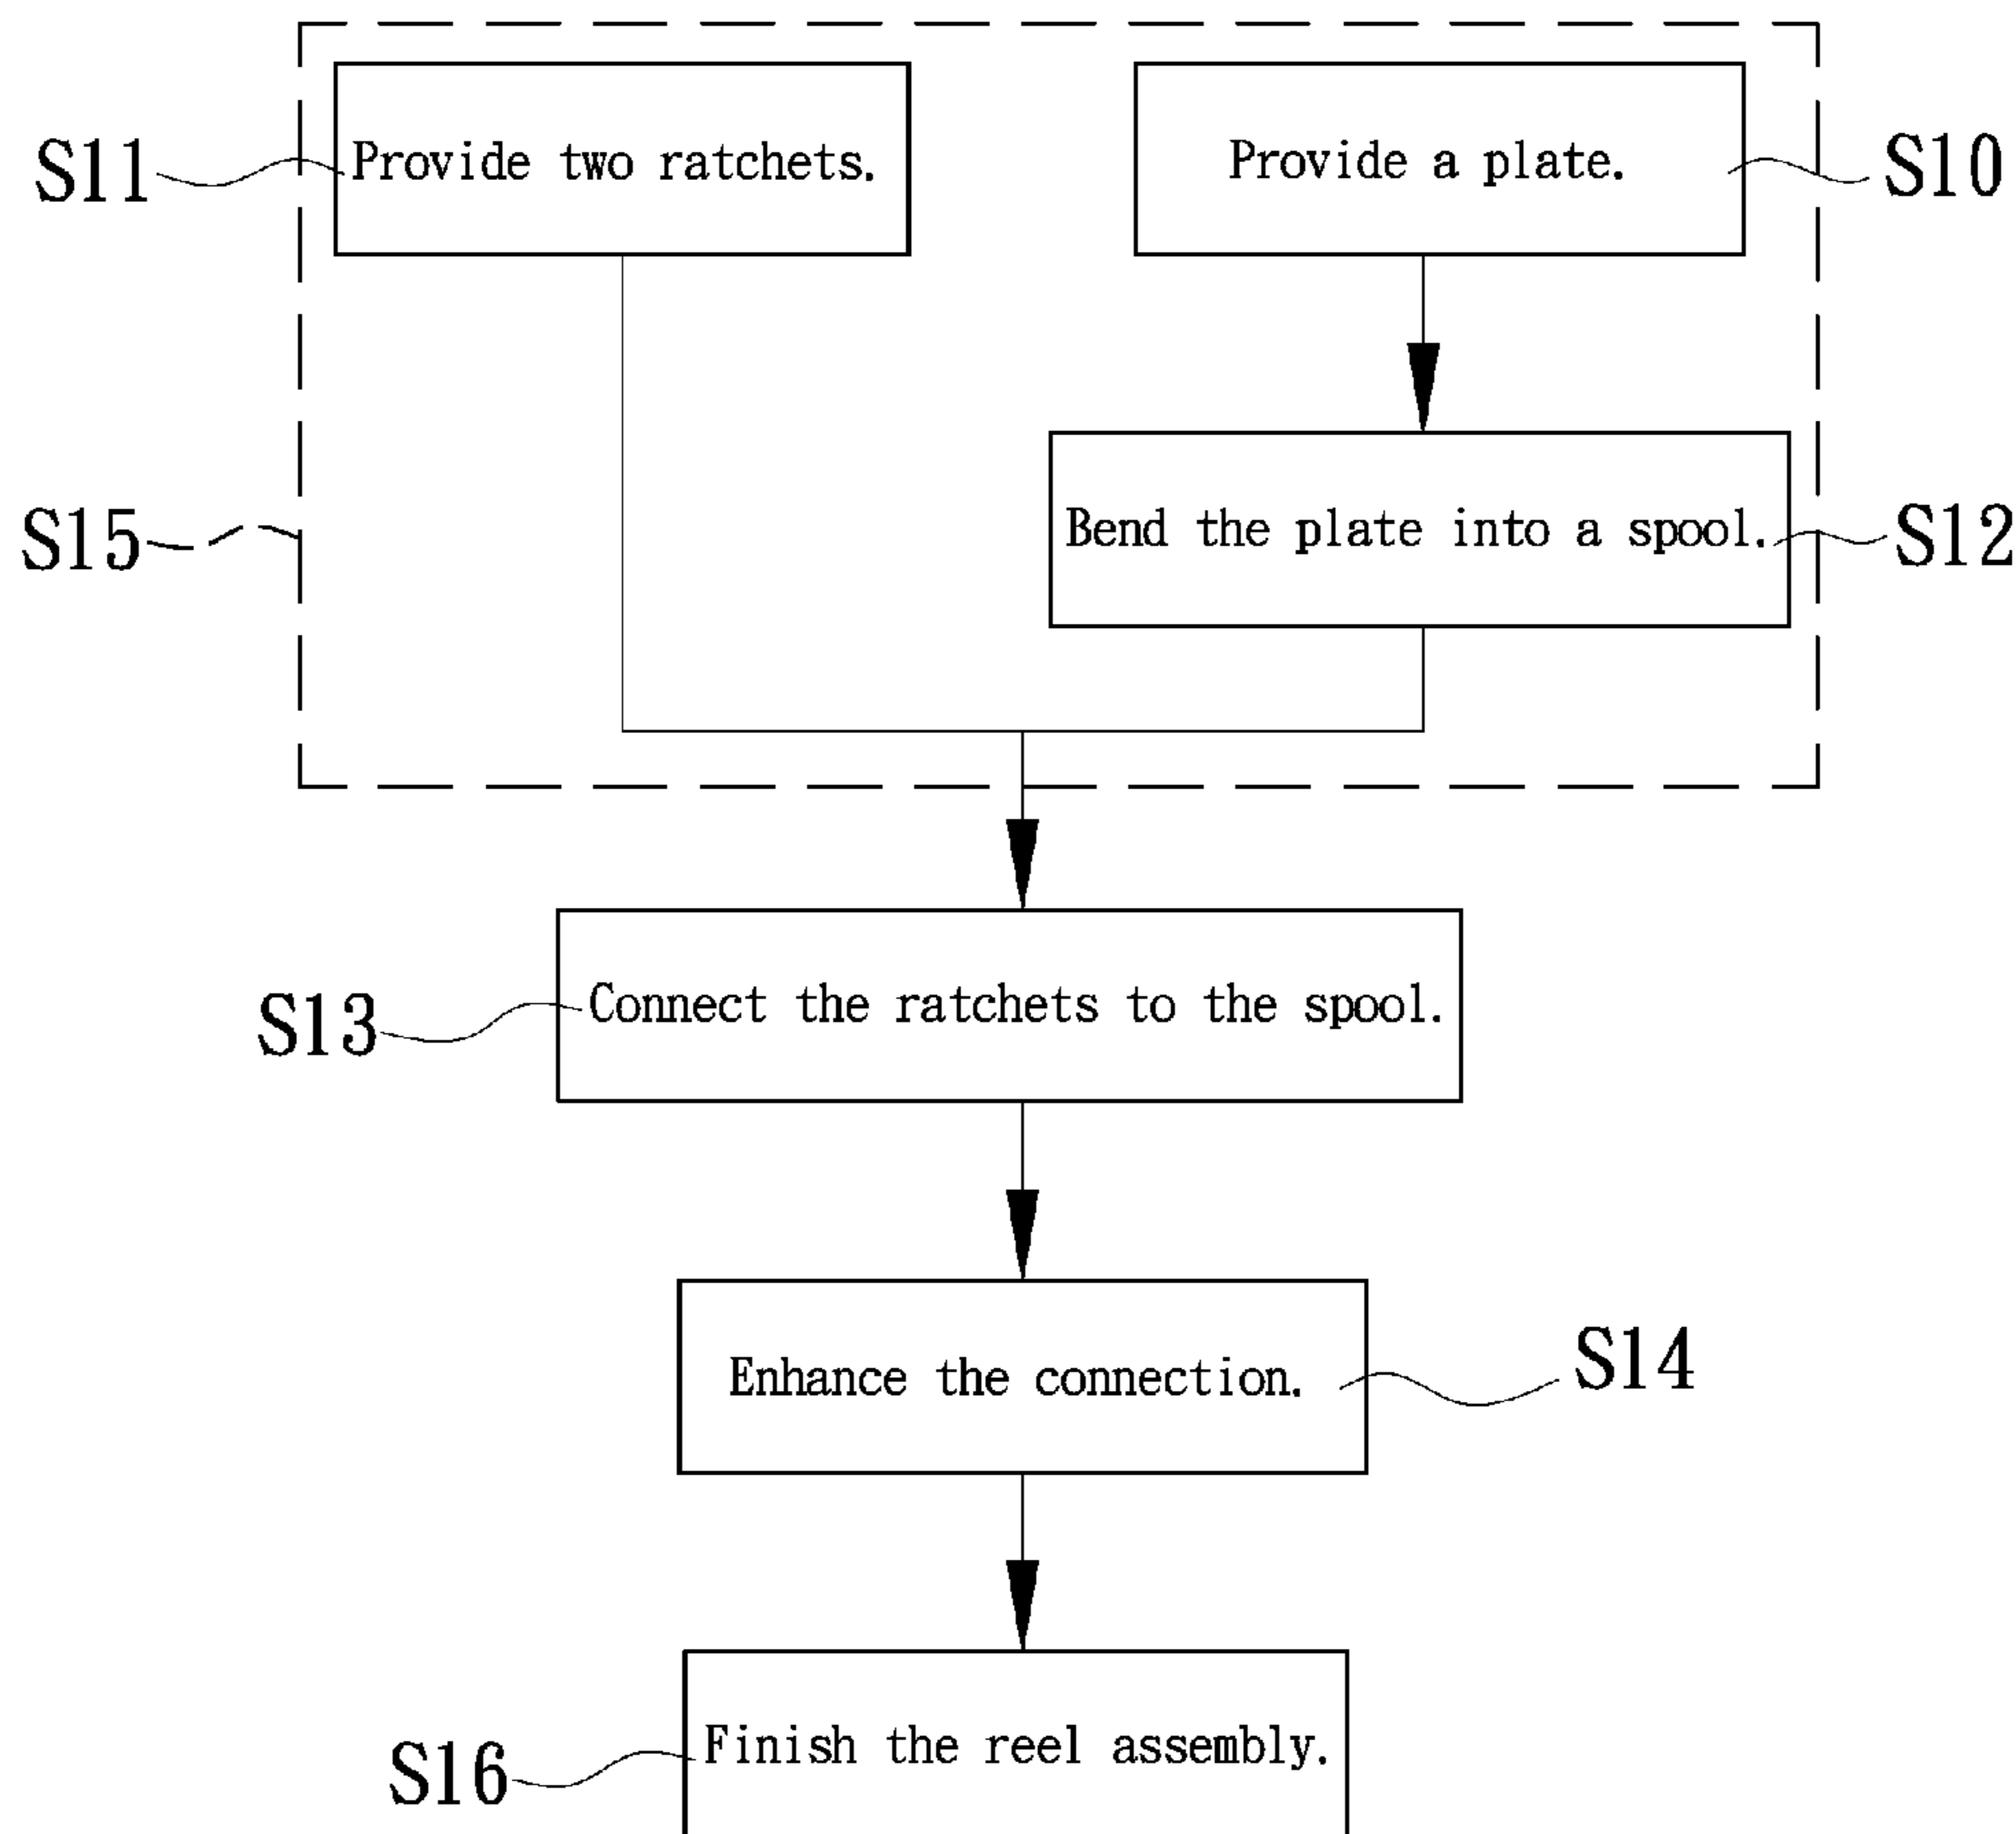 S11
Provide two ratchets.
Provide a plate.
S10
S15
Bend the plate into a spool.
S12
Connect the ratchets to the spool.
S13
Enhance the connection.
S14
Finish the reel assembly.
S16